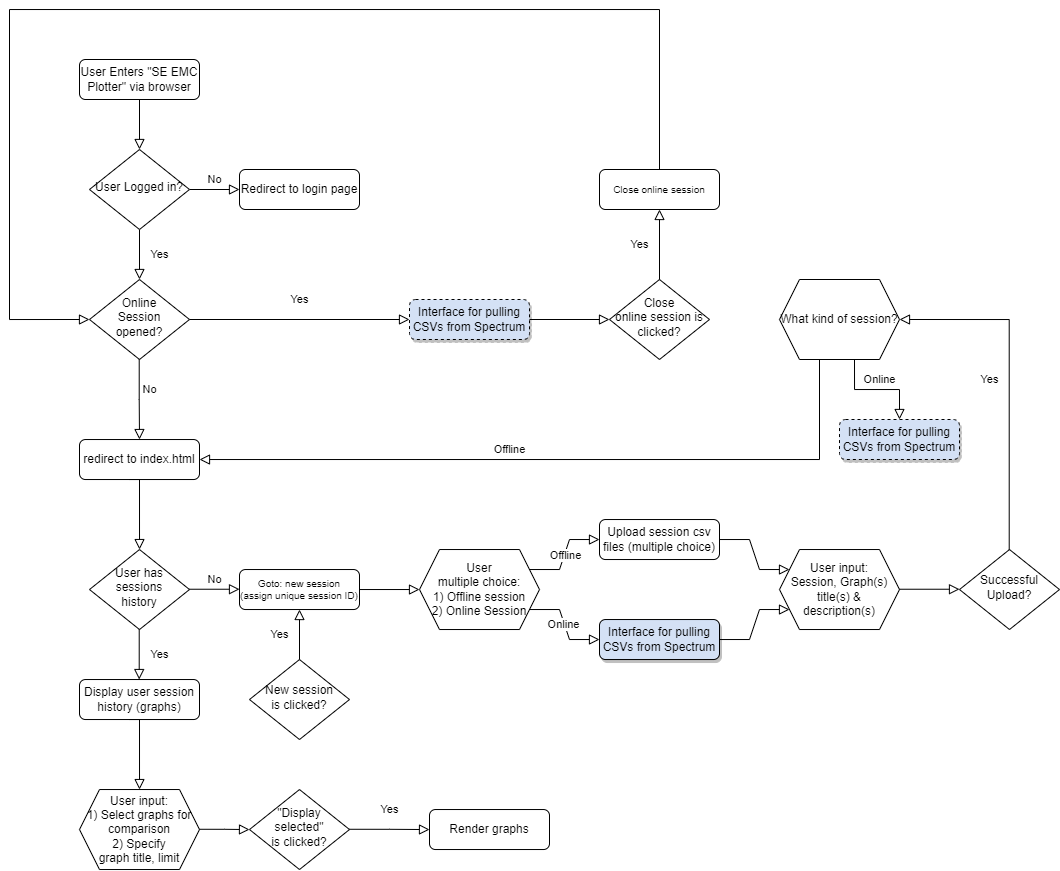 User Enters "SE EMC
Plotter" via browser
User Logged in?
No
Redirect to login page
Close online session
Yes
Yes
Online
Session
opened?
Yes
Interface for pulling
CSVs from Spectrum
Close
online session is
clicked?
What kind of session?
No
Online
Yes
Interface for pulling
CSVs from Spectrum
redirect to index.html
Offline
User has
sessions
history
No
Goto: new session
(assign unique session ID)
User
multiple choice:
1) Offline session
2) Online Session
Offline
Upload session csv
files (multiple choice)
Online
Interface for pulling
CSVs from Spectrum
User input:
Session, Graph(s)
title(s) &
description(s)
Successful
Upload?
Yes
Yes
Display user session
history (graphs)
New session
is clicked?
User input:
1) Select graphs for
comparison
2) Specify
graph title, limit
"Display
selected"
is clicked?
Yes
Render graphs